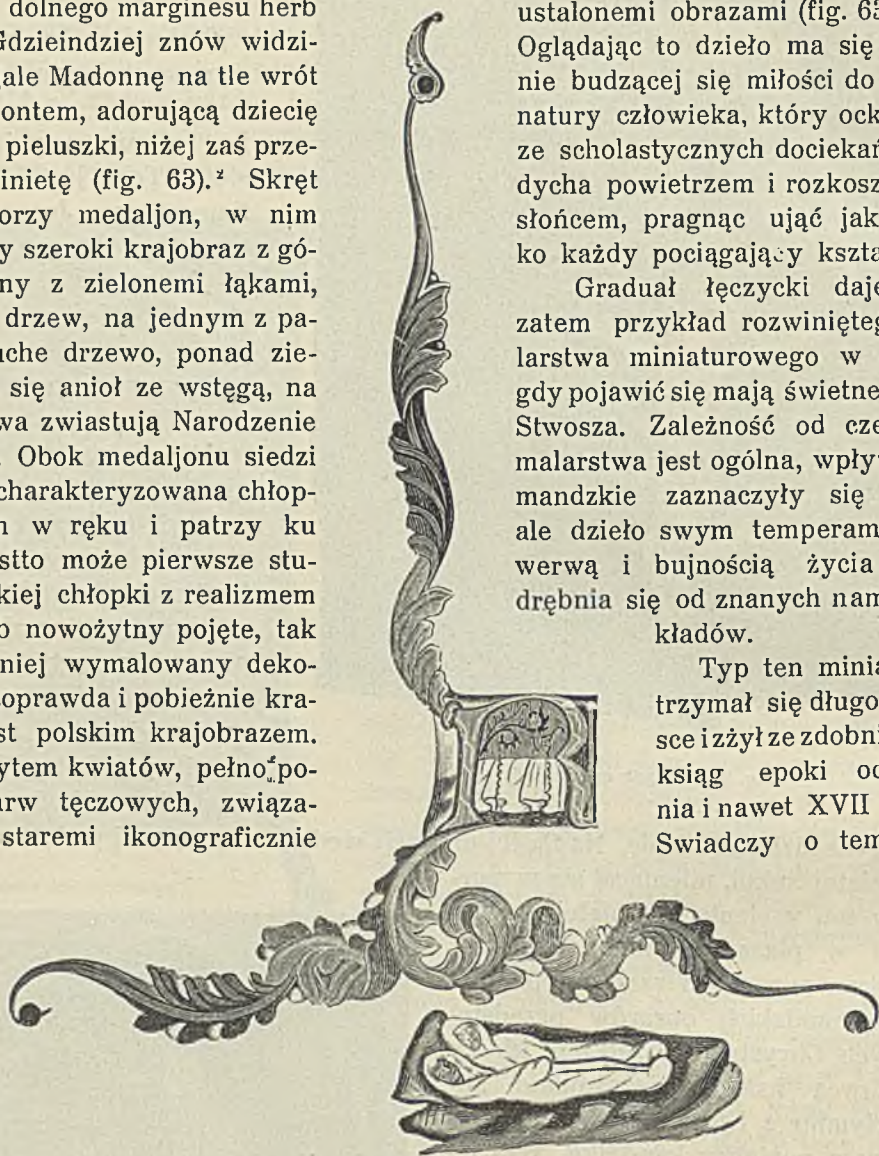 dolnego marginesu herb
Gdzieindziej znów widzi-
gale Madonnę na tle wrót
ontem, adorującą dziecię
pieluszki, niżej zaś prze-
inietę (fig. 63).² Skręt
orzy medaljon, w nim
y szeroki krajobraz z gó-
ny z zielonemi łąkami,
drzew, na jednym z pa-
uche drzewo, ponad zie-
się anioł ze wstęgą, na
wa zwiastują Narodzenie
Obok medaljonu siedzi
charakteryzowana chłop-
w ręku i patrzy ku
stto może pierwsze stu-
kiej chłopki z realizmem
o nowożytny pojęte, tak
niej wymalowany deko-
coprawda i pobieżnie kra-
st polskim krajobrazem.
ytem kwiatów, pełno po-
arw tęczowych, związa-
staremi ikonograficznie
ustalonemi obrazami (fig. 63
Oglądając to dzieło ma się
nie budzącej się miłości do
natury człowieka, który ock
ze scholastycznych dociekań
dycha powietrzem i rozkosz
słońcem, pragnąc ująć jak
ko każdy pociągający kszta
Graduał łęczycki daje
zatem przykład rozwinięteg
larstwa miniaturowego w
gdy pojawić się mają świetne
Stwosza. Zależność od cze
malarstwa jest ogólna, wpły
mandzkie zaznaczyły się
ale dzieło swym temperam
werwą i bujnością życia
drębnia się od znanych nam
kładów.
Typ ten minia
trzymał się długo
sce i zżył ze zdobni
ksiąg epoki od
nia i nawet XVII
Swiadczy o tem